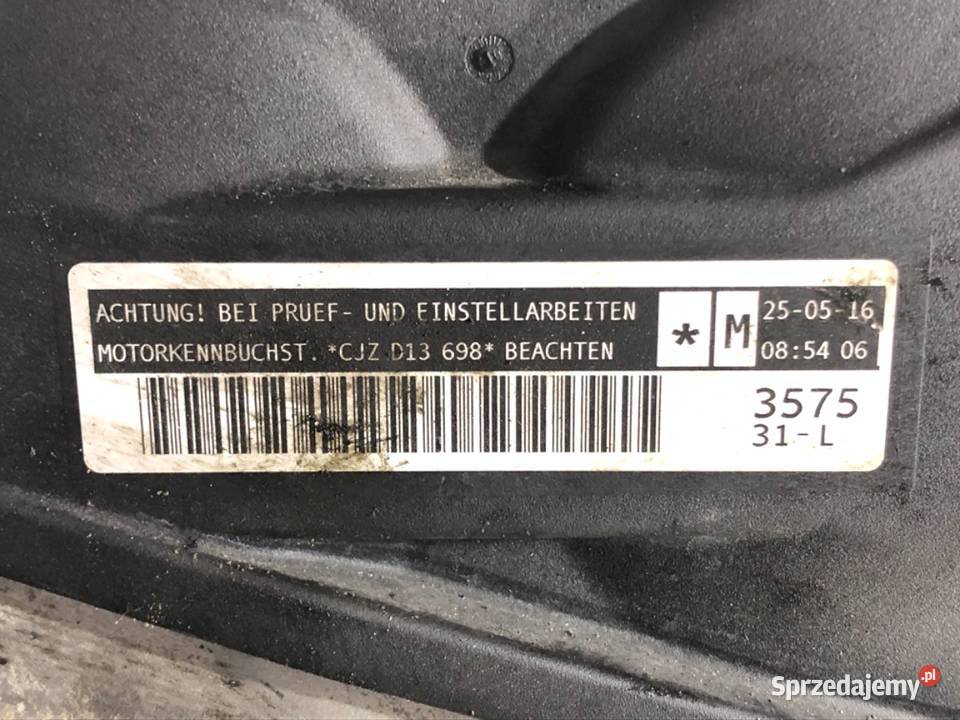 ACHTUNG! BEI PRUEF- UND EINSTELLARBEITEN
MOTORKENNBUCHST. *CJZ D13 698* BEACHTEN
* M
25-05-16
08:54 06
3575
31-L
Sprzedajemy.pl